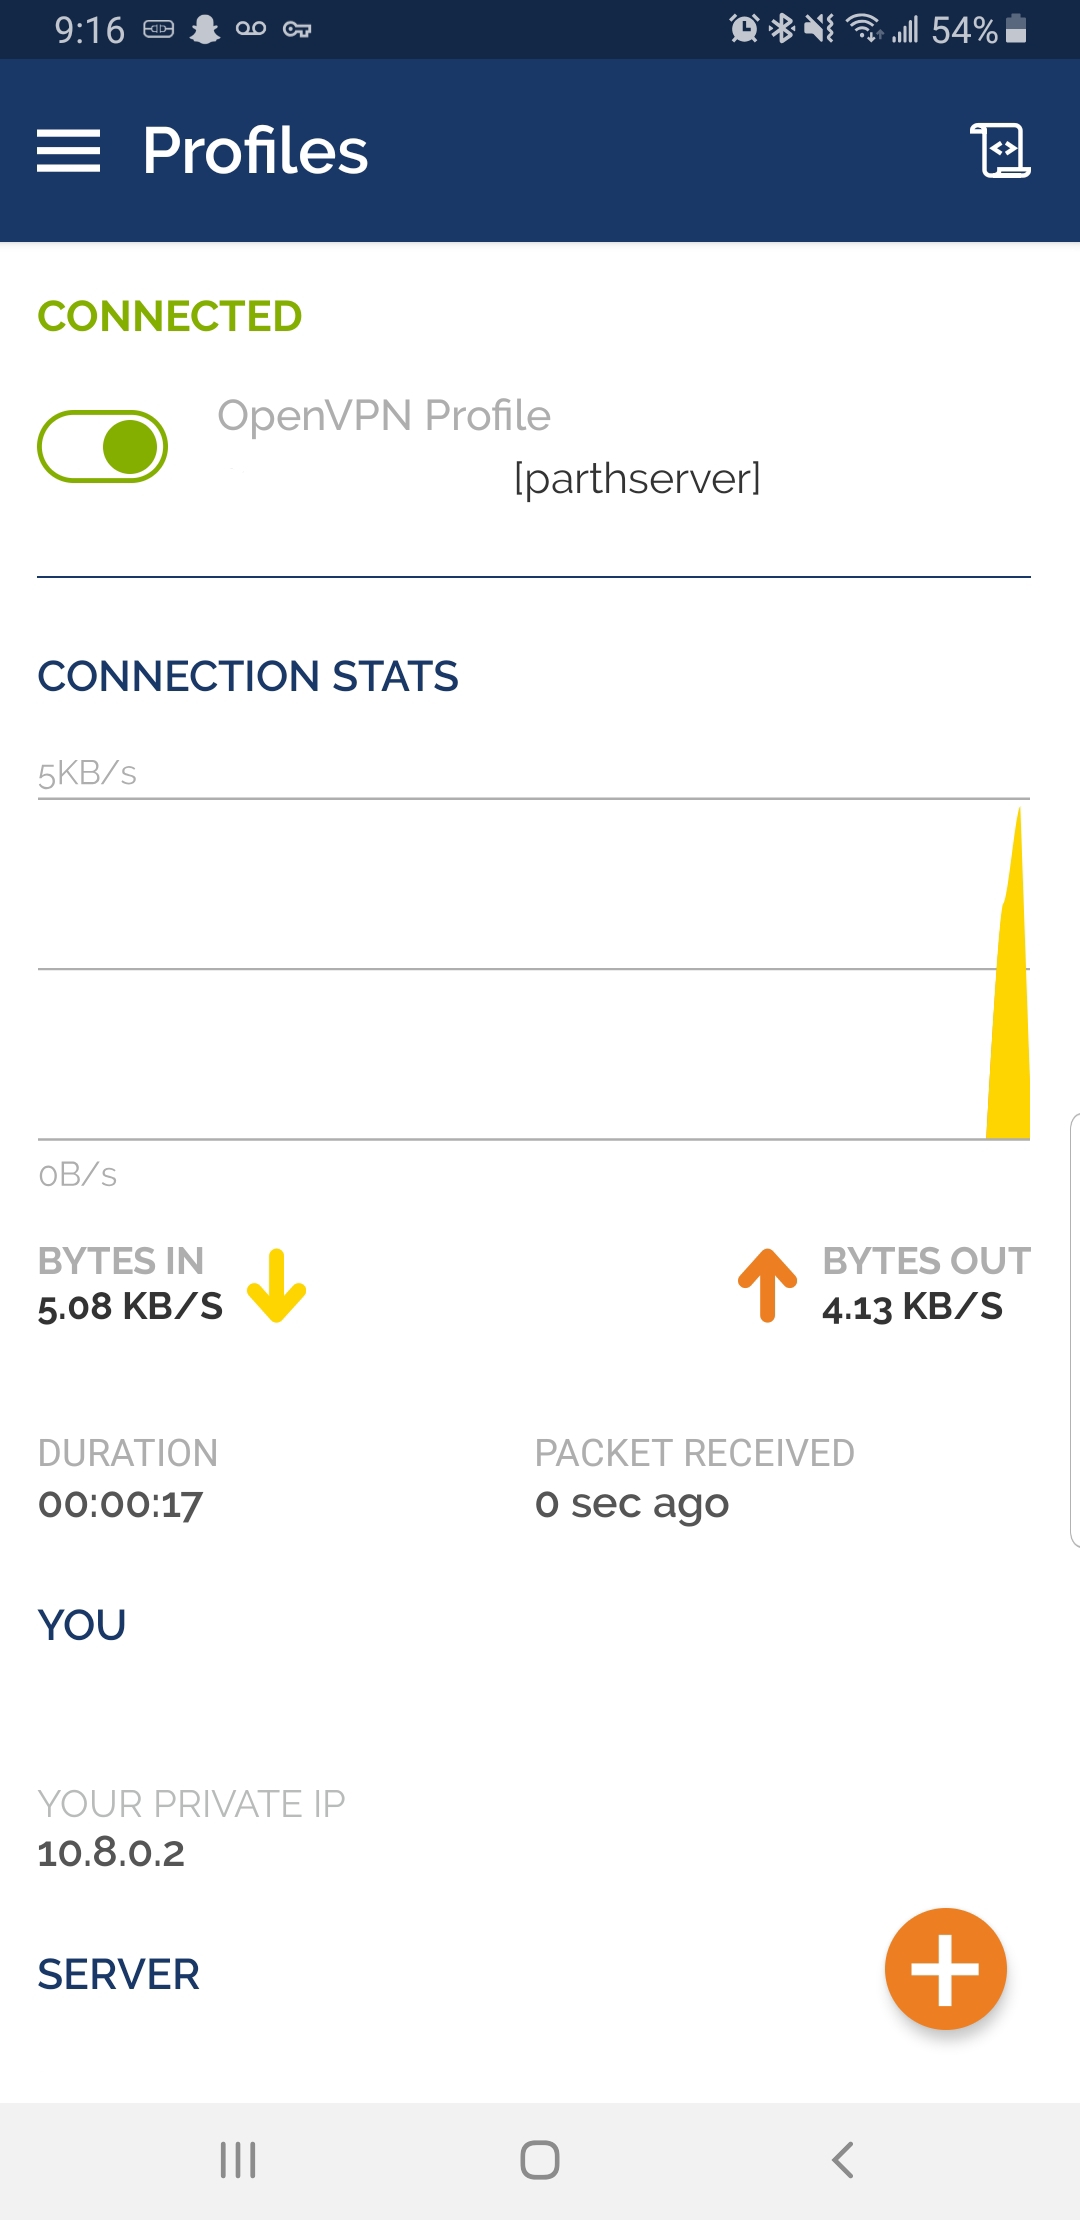 9:16 54%
Profiles
CONNECTED
OpenVPN Profile
[parthserver]
CONNECTION STATS
5KB/s
0B/s
BYTES IN BYTES OUT
5.08 KB/S 4.13 KB/S
DURATION PACKET RECEIVED
00:00:17 0 sec ago
YOU
YOUR PRIVATE IP
10.8.0.2
SERVER